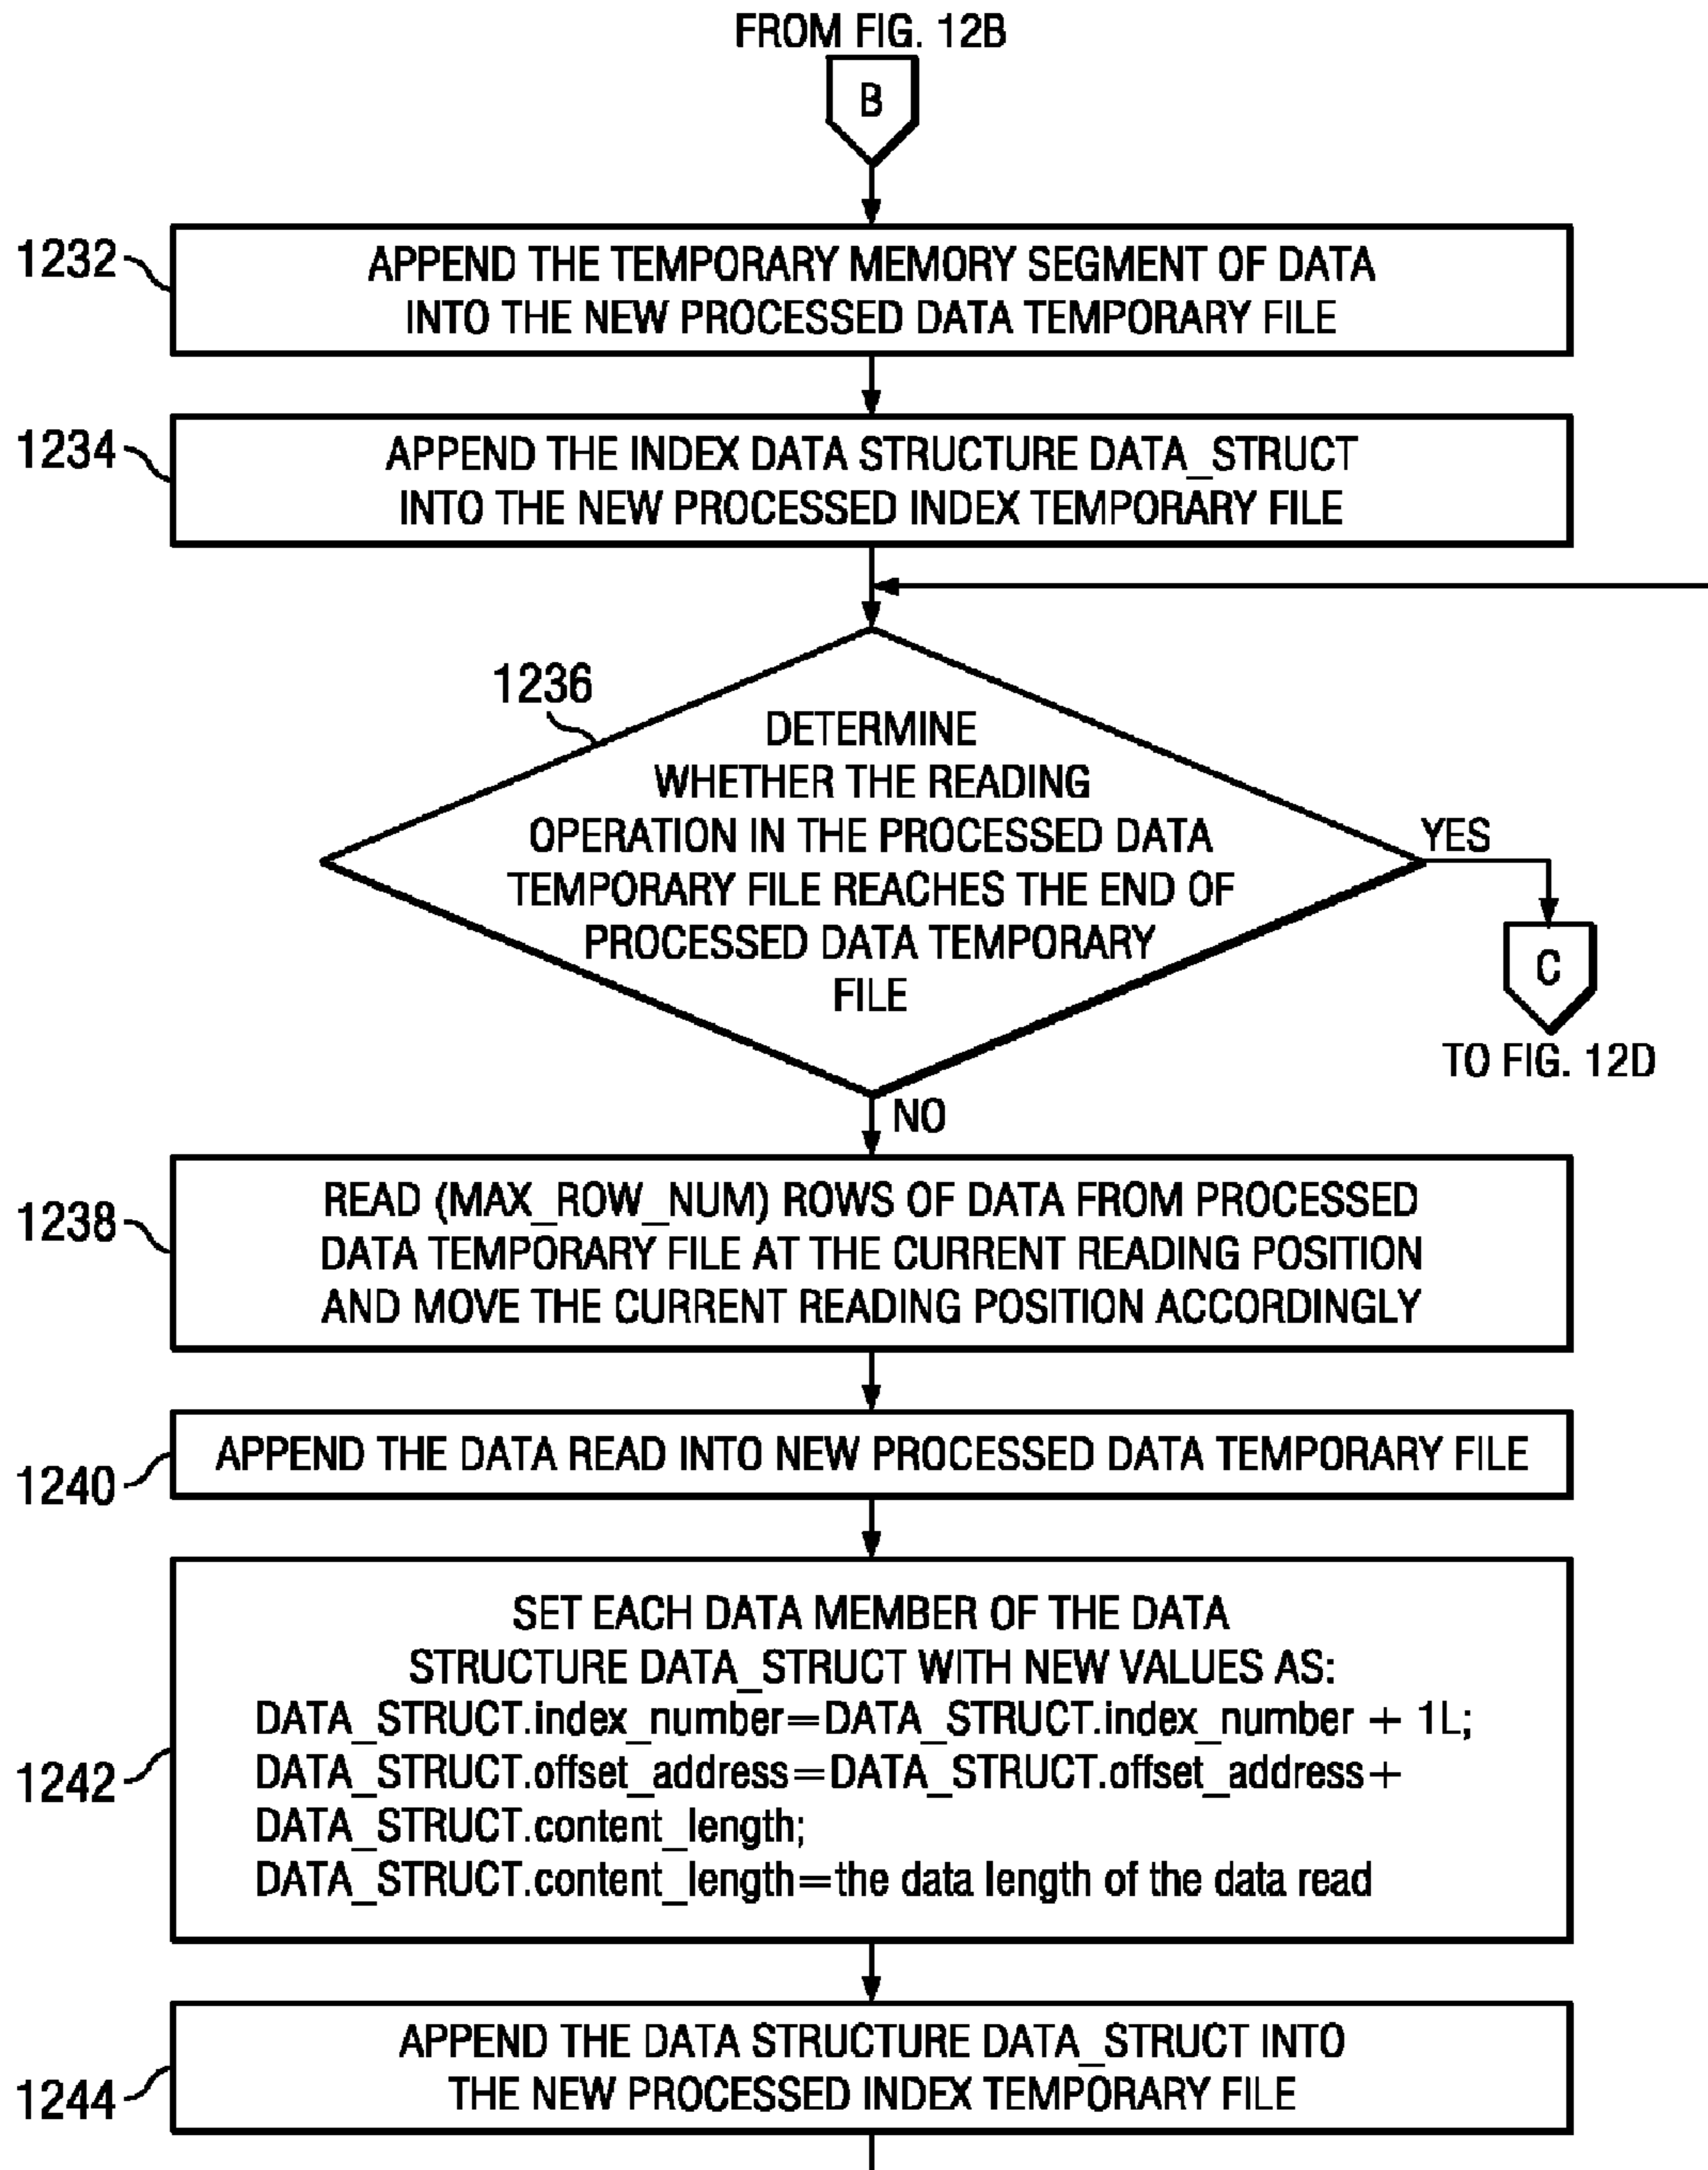 FROM FIG. 12B
B
1232
APPEND THE TEMPORARY MEMORY SEGMENT OF DATA
INTO THE NEW PROCESSED DATA TEMPORARY FILE
1234
APPEND THE INDEX DATA STRUCTURE DATA_STRUCT
INTO THE NEW PROCESSED INDEX TEMPORARY FILE
1236
DETERMINE
WHETHER THE READING
OPERATION IN THE PROCESSED DATA
TEMPORARY FILE REACHES THE END OF
PROCESSED DATA TEMPORARY
FILE
YES
C
TO FIG. 12D
NO
1238
READ (MAX_ROW_NUM) ROWS OF DATA FROM PROCESSED
DATA TEMPORARY FILE AT THE CURRENT READING POSITION
AND MOVE THE CURRENT READING POSITION ACCORDINGLY
1240
APPEND THE DATA READ INTO NEW PROCESSED DATA TEMPORARY FILE
1242
SET EACH DATA MEMBER OF THE DATA
STRUCTURE DATA_STRUCT WITH NEW VALUES AS:
DATA_STRUCT.index_number=DATA_STRUCT.index_number + 1L;
DATA_STRUCT.offset_address=DATA_STRUCT.offset_address+
DATA_STRUCT.content_length;
DATA_STRUCT.content_length=the data length of the data read
1244
APPEND THE DATA STRUCTURE DATA_STRUCT INTO
THE NEW PROCESSED INDEX TEMPORARY FILE